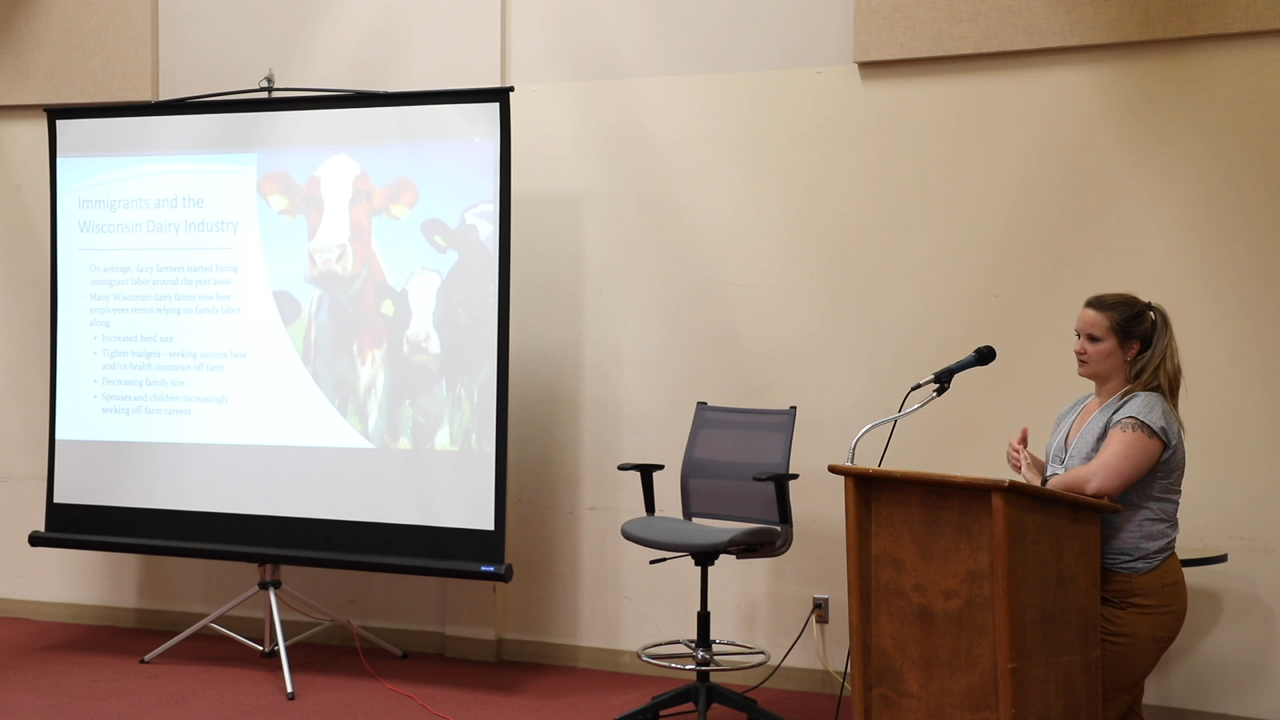 Immigrants and the
Wisconsin Dairy Industry
On average, dairy farmers started hiring
immigrant labor around the year 2000
Many Wisconsin dairy farms now hire
employees versus relying on family labor
along
• Increased herd size
• Tighter budgets – seeking income base
and/or health insurance off farm
• Decreasing family size
• Spouses and children increasingly
seeking off-farm careers